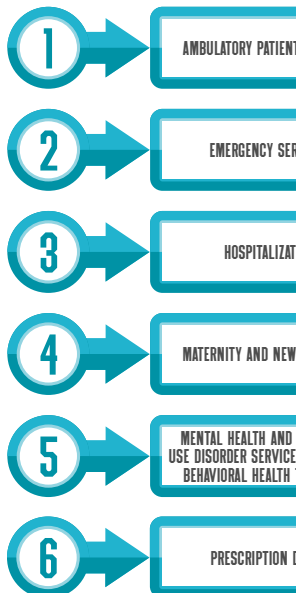 1
AMBULATORY PATIENT
2
EMERGENCY SER
3
HOSPITALIZAT
4
MATERNITY AND NEW
5
MENTAL HEALTH AND
USE DISORDER SERVICE
BEHAVIORAL HEALTH
6
PRESCRIPTION